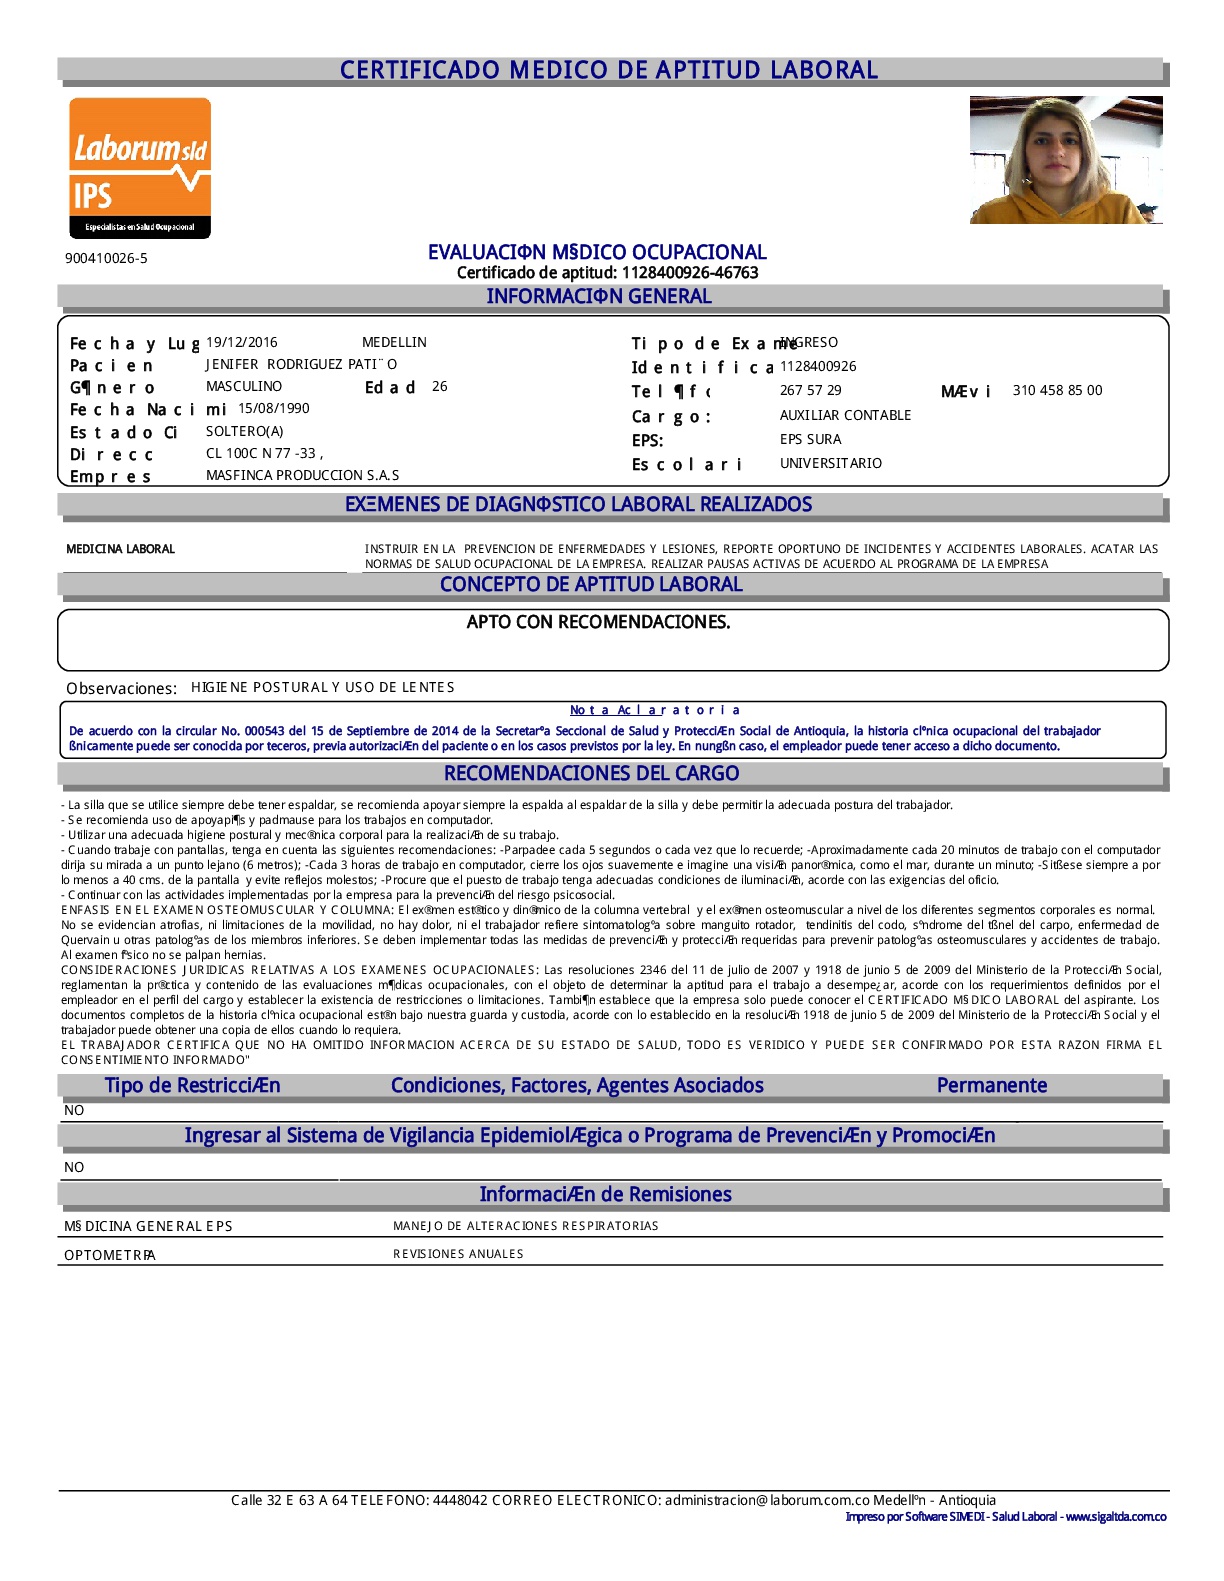 CERTIFICADO MEDICO DE APTITUD LABORAL
Laborum sld
IPS
Especialistas en Salud Ocupacional
900410026-5
EVALUACIΦN M§DICO OCUPACIONAL
Certificado de aptitud: 1128400926-46763
INFORMACIΦN GENERAL
Fecha y Lug 19/12/2016 MEDELLIN Tipo de Exame INGRESO
Pacien JENIFER RODRIGUEZ PATI¨O Identifica 1128400926
G¶nero MASCULINO Edad 26 Tel¶fo 267 57 29 MÆvi 310 458 85 00
Fecha Nacimi 15/08/1990 Cargo: AUXILIAR CONTABLE
Estado Ci SOLTERO(A) EPS: EPS SURA
Direcc CL 100C N 77 -33 , Escolari UNIVERSITARIO
Empres MASFINCA PRODUCCION S.A.S
EXΞMENES DE DIAGNΦSTICO LABORAL REALIZADOS
MEDICINA LABORAL INSTRUIR EN LA PREVENCION DE ENFERMEDADES Y LESIONES, REPORTE OPORTUNO DE INCIDENTES Y ACCIDENTES LABORALES. ACATAR LAS
NORMAS DE SALUD OCUPACIONAL DE LA EMPRESA. REALIZAR PAUSAS ACTIVAS DE ACUERDO AL PROGRAMA DE LA EMPRESA
CONCEPTO DE APTITUD LABORAL
APTO CON RECOMENDACIONES.
Observaciones: HIGIENE POSTURAL Y USO DE LENTES
Nota Aclaratoria
De acuerdo con la circular No. 000543 del 15 de Septiembre de 2014 de la Secretarºa Seccional de Salud y ProtecciÆn Social de Antioquia, la historia clºnica ocupacional del trabajador
ßnicamente puede ser conocida por teceros, previa autorizaciÆn del paciente o en los casos previstos por la ley. En nungßn caso, el empleador puede tener acceso a dicho documento.
RECOMENDACIONES DEL CARGO
- La silla que se utilice siempre debe tener espaldar, se recomienda apoyar siempre la espalda al espaldar de la silla y debe permitir la adecuada postura del trabajador.
- Se recomienda uso de apoyapi¶s y padmause para los trabajos en computador.
- Utilizar una adecuada higiene postural y mec®nica corporal para la realizaciÆn de su trabajo.
- Cuando trabaje con pantallas, tenga en cuenta las siguientes recomendaciones: -Parpadee cada 5 segundos o cada vez que lo recuerde; -Aproximadamente cada 20 minutos de trabajo con el computador
dirija su mirada a un punto lejano (6 metros); -Cada 3 horas de trabajo en computador, cierre los ojos suavemente e imagine una visiÆn panor®mica, como el mar, durante un minuto; -Sitßese siempre a por
lo menos a 40 cms. de la pantalla y evite reflejos molestos; -Procure que el puesto de trabajo tenga adecuadas condiciones de iluminaciÆn, acorde con las exigencias del oficio.
- Continuar con las actividades implementadas por la empresa para la prevenciÆn del riesgo psicosocial.
ENFASIS EN EL EXAMEN OSTEOMUSCULAR Y COLUMNA: El ex®men est®tico y din®mico de la columna vertebral y el ex®men osteomuscular a nivel de los diferentes segmentos corporales es normal.
No se evidencian atrofias, ni limitaciones de la movilidad, no hay dolor, ni el trabajador refiere sintomatologºa sobre manguito rotador, tendinitis del codo, sºndrome del tßnel del carpo, enfermedad de
Quervain u otras patologºas de los miembros inferiores. Se deben implementar todas las medidas de prevenciÆn y protecciÆn requeridas para prevenir patologºas osteomusculares y accidentes de trabajo.
Al examen fºsico no se palpan hernias.
CONSIDERACIONES JURIDICAS RELATIVAS A LOS EXAMENES OCUPACIONALES: Las resoluciones 2346 del 11 de julio de 2007 y 1918 de junio 5 de 2009 del Ministerio de la ProtecciÆn Social,
reglamentan la pr®ctica y contenido de las evaluaciones m¶dicas ocupacionales, con el objeto de determinar la aptitud para el trabajo a desempe¿ar, acorde con los requerimientos definidos por el
empleador en el perfil del cargo y establecer la existencia de restricciones o limitaciones. Tambi¶n establece que la empresa solo puede conocer el CERTIFICADO M§DICO LABORAL del aspirante. Los
documentos completos de la historia clºnica ocupacional est®n bajo nuestra guarda y custodia, acorde con lo establecido en la resoluciÆn 1918 de junio 5 de 2009 del Ministerio de la ProtecciÆn Social y el
trabajador puede obtener una copia de ellos cuando lo requiera.
EL TRABAJADOR CERTIFICA QUE NO HA OMITIDO INFORMACION ACERCA DE SU ESTADO DE SALUD, TODO ES VERIDICO Y PUEDE SER CONFIRMADO POR ESTA RAZON FIRMA EL
CONSENTIMIENTO INFORMADO"
Tipo de RestricciÆn Condiciones, Factores, Agentes Asociados Permanente
NO
Ingresar al Sistema de Vigilancia EpidemiolÆgica o Programa de PrevenciÆn y PromociÆn
NO
InformaciÆn de Remisiones
M§DICINA GENERAL EPS MANEJO DE ALTERACIONES RESPIRATORIAS
OPTOMETRPA REVISIONES ANUALES
Calle 32 E 63 A 64 TELEFONO: 4448042 CORREO ELECTRONICO: administracion@laborum.com.co Medellºn - Antioquia
Impreso por Software SIMEDI - Salud Laboral - www.sigaltda.com.co